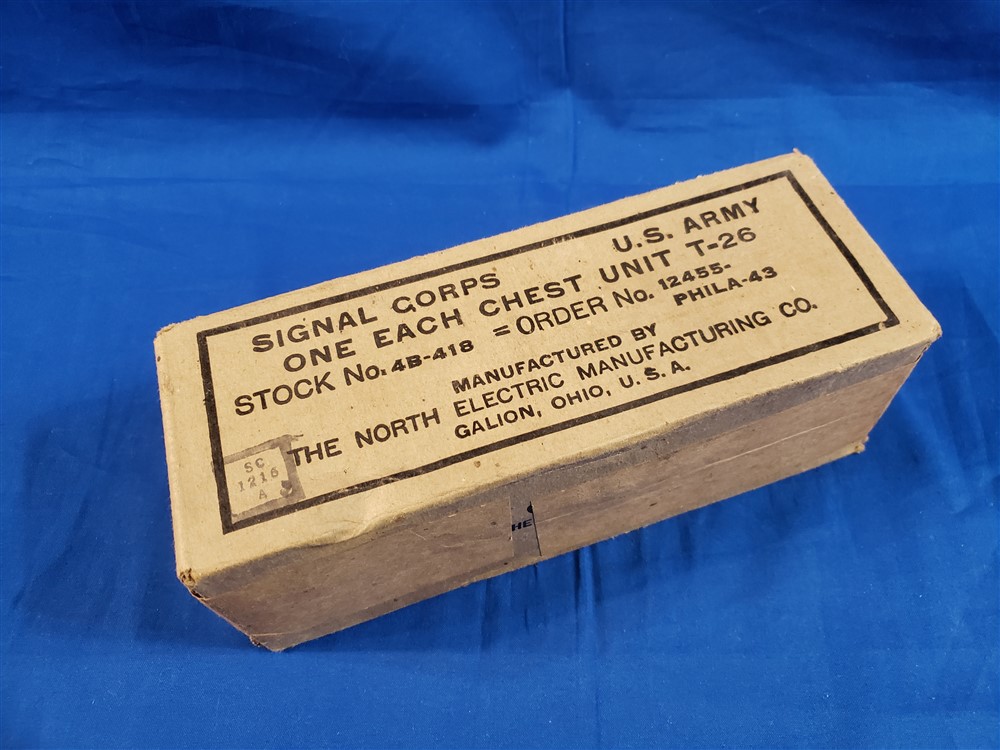 SIGNAL CORPS U.S. ARMY
ONE EACH CHEST UNIT T-26
STOCK No. 4B-418 = ORDER No. 12455-
PHILA-43
MANUFACTURED BY
THE NORTH ELECTRIC MANUFACTURING CO.
GALION, OHIO, U.S.A.
SC
1216
A
HE